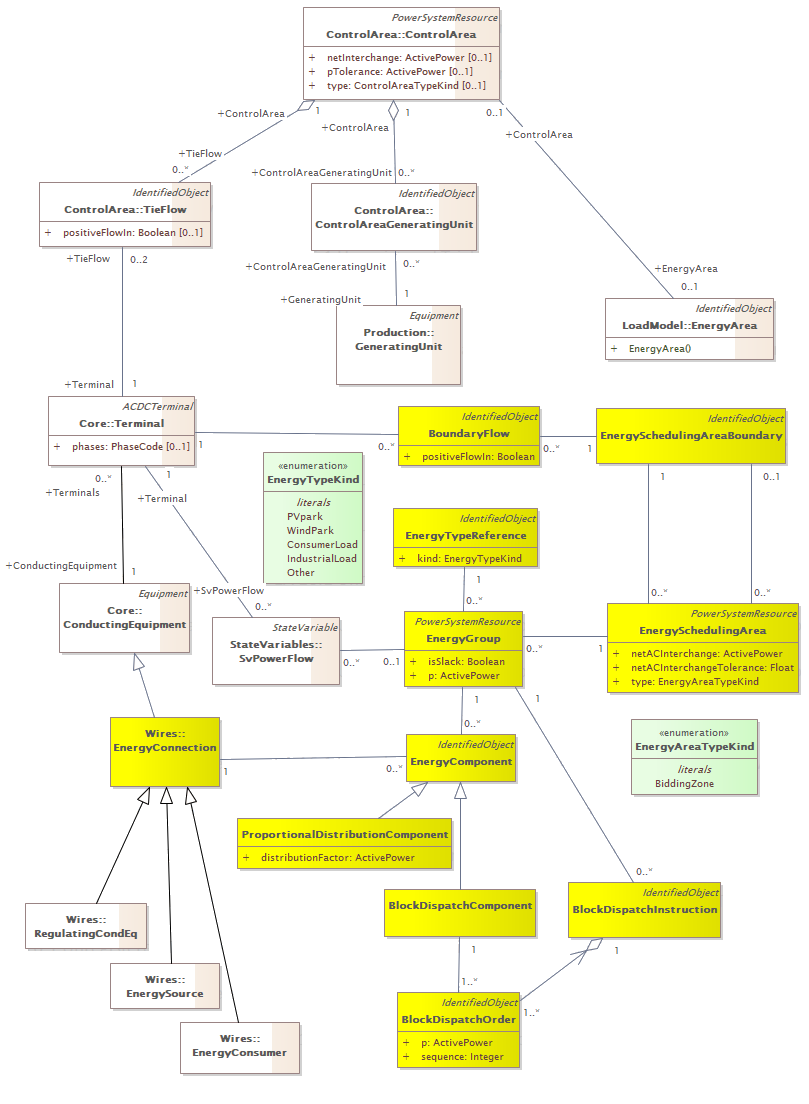 PowerSystemResource
ControlArea::ControlArea
+ netInterchange: ActivePower [0..1]
+ pTolerance: ActivePower [0..1]
+ type: ControlAreaTypeKind [0..1]
+ControlArea
1
+ControlArea
1
0..1
+ControlArea
+TieFlow
0..*
+ControlAreaGeneratingUnit
0..*
IdentifiedObject
ControlArea::TieFlow
+ positiveFlowIn: Boolean [0..1]
IdentifiedObject
ControlArea::
ControlAreaGeneratingUnit
+TieFlow
0..2
+ControlAreaGeneratingUnit
0..*
+EnergyArea
0..1
+GeneratingUnit
1
Equipment
Production::
GeneratingUnit
IdentifiedObject
LoadModel::EnergyArea
+ EnergyArea()
+Terminal
1
ACDCTerminal
Core::Terminal
+ phases: PhaseCode [0..1]
1
0..*
IdentifiedObject
BoundaryFlow
+ positiveFlowIn: Boolean
0..*
1
IdentifiedObject
EnergySchedulingAreaBoundary
0..*
+Terminals
1
+Terminal
«enumeration»
EnergyTypeKind
literals
PVpark
WindPark
ConsumerLoad
IndustrialLoad
Other
1
0..1
IdentifiedObject
EnergyTypeReference
+ kind: EnergyTypeKind
+ConductingEquipment
1
1
0..*
+SvPowerFlow
0..*
0..*
0..*
Equipment
Core::
ConductingEquipment
StateVariable
StateVariables::
SvPowerFlow
0..*
0..1
PowerSystemResource
EnergyGroup
+ isSlack: Boolean
+ p: ActivePower
0..*
1
PowerSystemResource
EnergySchedulingArea
+ netACInterchange: ActivePower
+ netACInterchangeTolerance: Float
+ type: EnergyAreaTypeKind
1
0..*
1
Wires::
EnergyConnection
1
0..*
IdentifiedObject
EnergyComponent
«enumeration»
EnergyAreaTypeKind
literals
BiddingZone
ProportionalDistributionComponent
+ distributionFactor: ActivePower
0..*
BlockDispatchComponent
IdentifiedObject
BlockDispatchInstruction
Wires::
RegulatingCondEq
1
1
Wires::
EnergySource
1..*
1..*
IdentifiedObject
BlockDispatchOrder
+ p: ActivePower
+ sequence: Integer
Wires::
EnergyConsumer